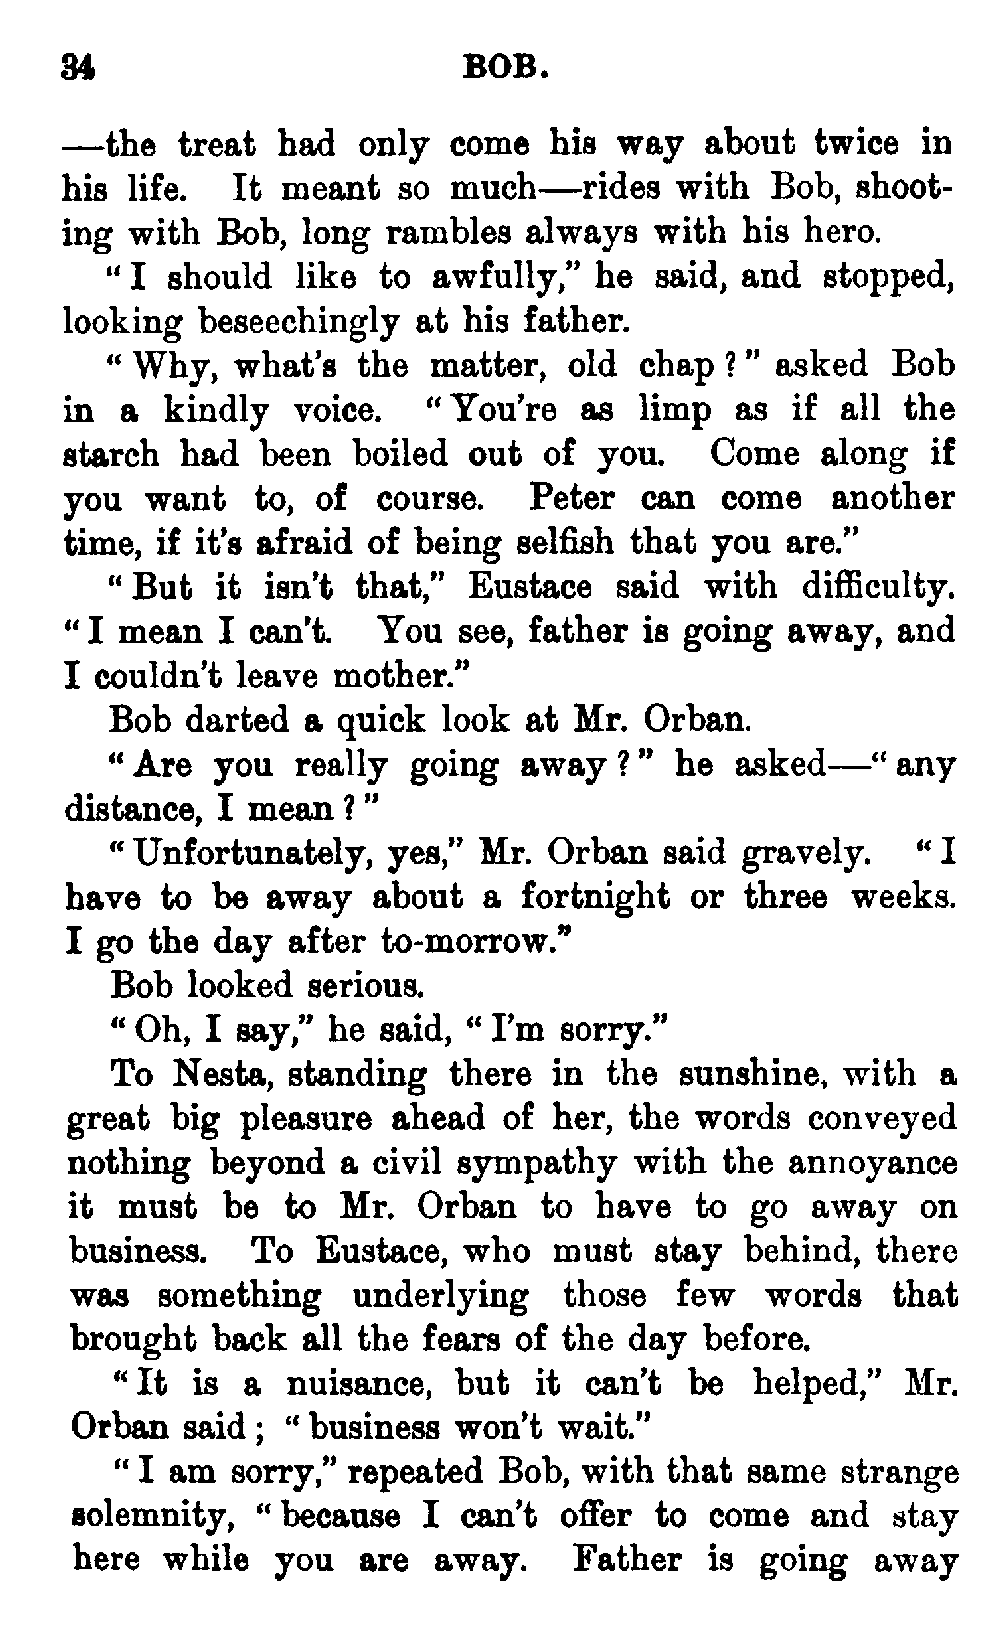 34 BOB.
—the treat had only come his way about twice in
his life. It meant so much—rides with Bob, shoot-
ing with Bob, long rambles always with his hero.
“I should like to awfully,” he said, and stopped,
looking beseechingly at his father.
“Why, what's the matter, old chap?” asked Bob
in a kindly voice. “You're as limp as if all the
starch had been boiled out of you. Come along if
you want to, of course. Peter can come another
time, if it's afraid of being selfish that you are.”
“But it isn't that,” Eustace said with difficulty.
“I mean I can't. You see, father is going away, and
I couldn't leave mother.”
Bob darted a quick look at Mr. Orban.
“Are you really going away?” he asked—“any
distance, I mean?”
“Unfortunately, yes,” Mr. Orban said gravely. “I
have to be away about a fortnight or three weeks.
I go the day after to-morrow.”
Bob looked serious.
“Oh, I say,” he said, “I'm sorry.”
To Nesta, standing there in the sunshine, with a
great big pleasure ahead of her, the words conveyed
nothing beyond a civil sympathy with the annoyance
it must be to Mr. Orban to have to go away on
business. To Eustace, who must stay behind, there
was something underlying those few words that
brought back all the fears of the day before.
“It is a nuisance, but it can't be helped,” Mr.
Orban said; “business won't wait.”
“I am sorry,” repeated Bob, with that same strange
solemnity, “because I can't offer to come and stay
here while you are away. Father is going away